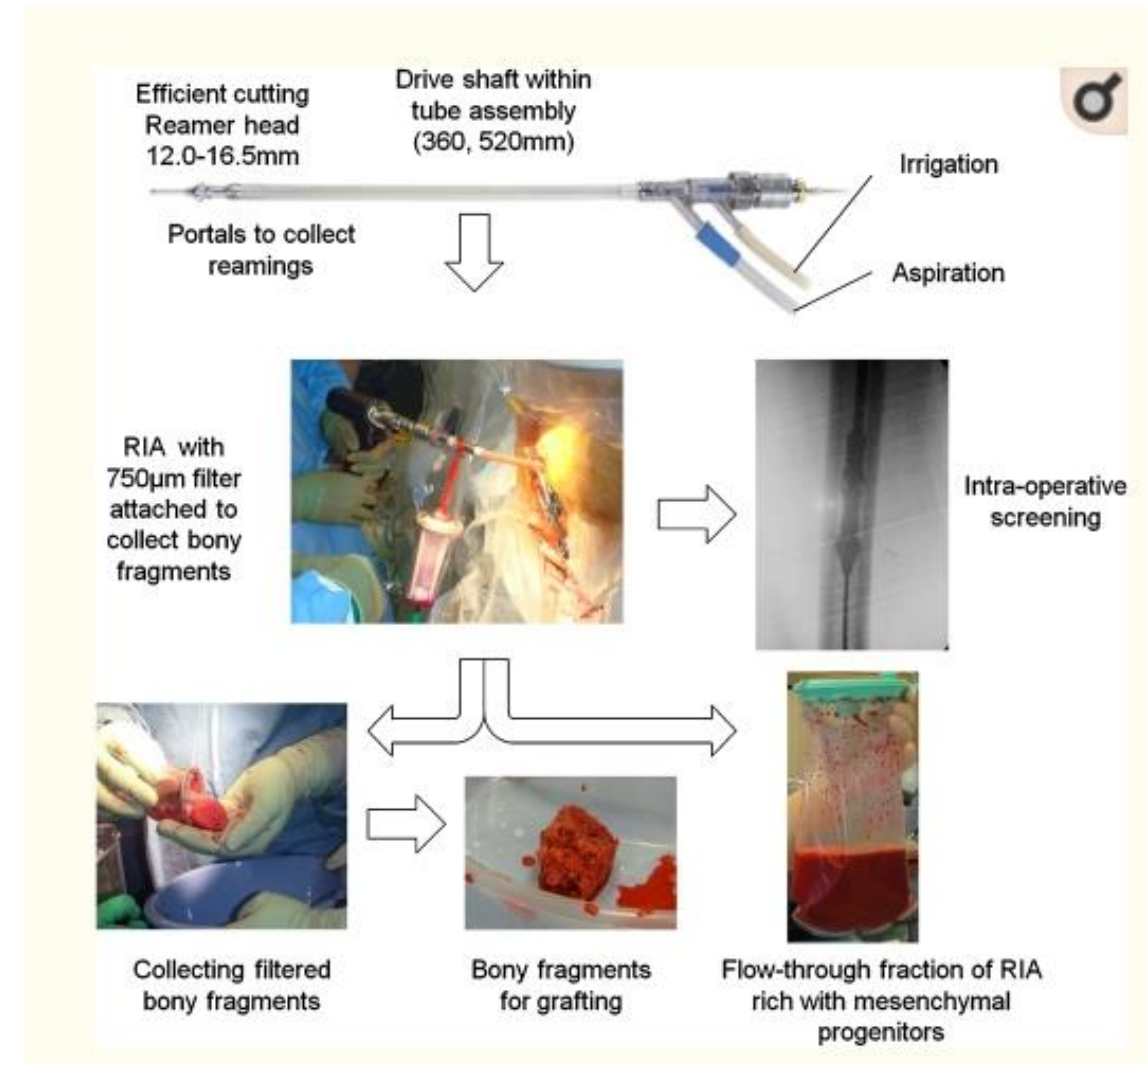 Efficient cutting
Reamer head
12.0-16.5mm
Drive shaft within
tube assembly
(360, 520mm)
Irrigation
Portals to collect
reamings
Aspiration
RIA with
750µm filter
attached to
collect bony
fragments
Intra-operative
screening
Collecting filtered
bony fragments
Bony fragments
for grafting
Flow-through fraction of RIA
rich with mesenchymal
progenitors